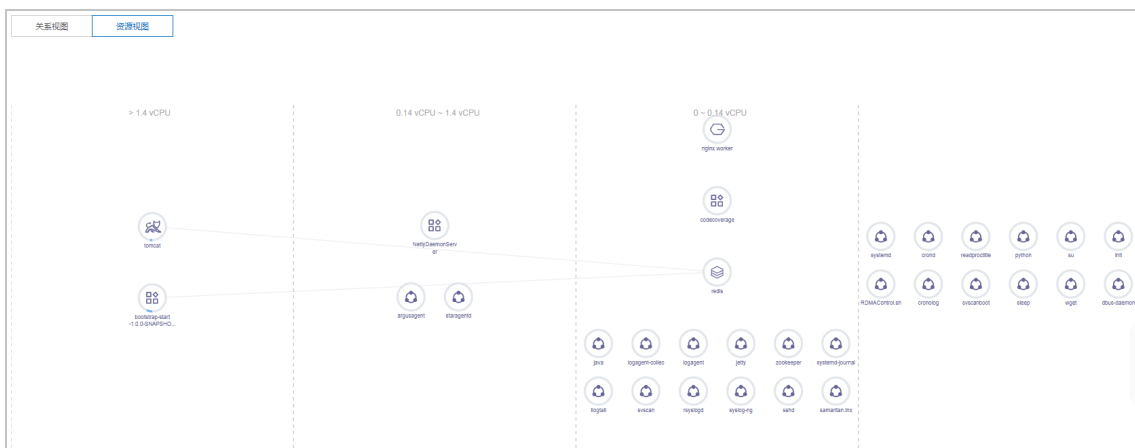 关系视图
资源视图
> 1.4 vCPU
0.14 vCPU ~ 1.4 vCPU
0 ~ 0.14 vCPU
nginx worker
codecoverage
tomcat
NettyDaemonServ
er
systemd
crond
readproctitle
python
su
init
redis
bootstrap-start
-1.0.0-SNAPSHO...
argusagent
staragentd
RDMAControl.sh
cronolog
svscanboot
sleep
wget
dbus-daemon
java
logagent-collec
logagent
jetty
zookeeper
systemd-journal
ilogtail
svscan
rsyslogd
syslog-ng
sshd
samaritan.lns